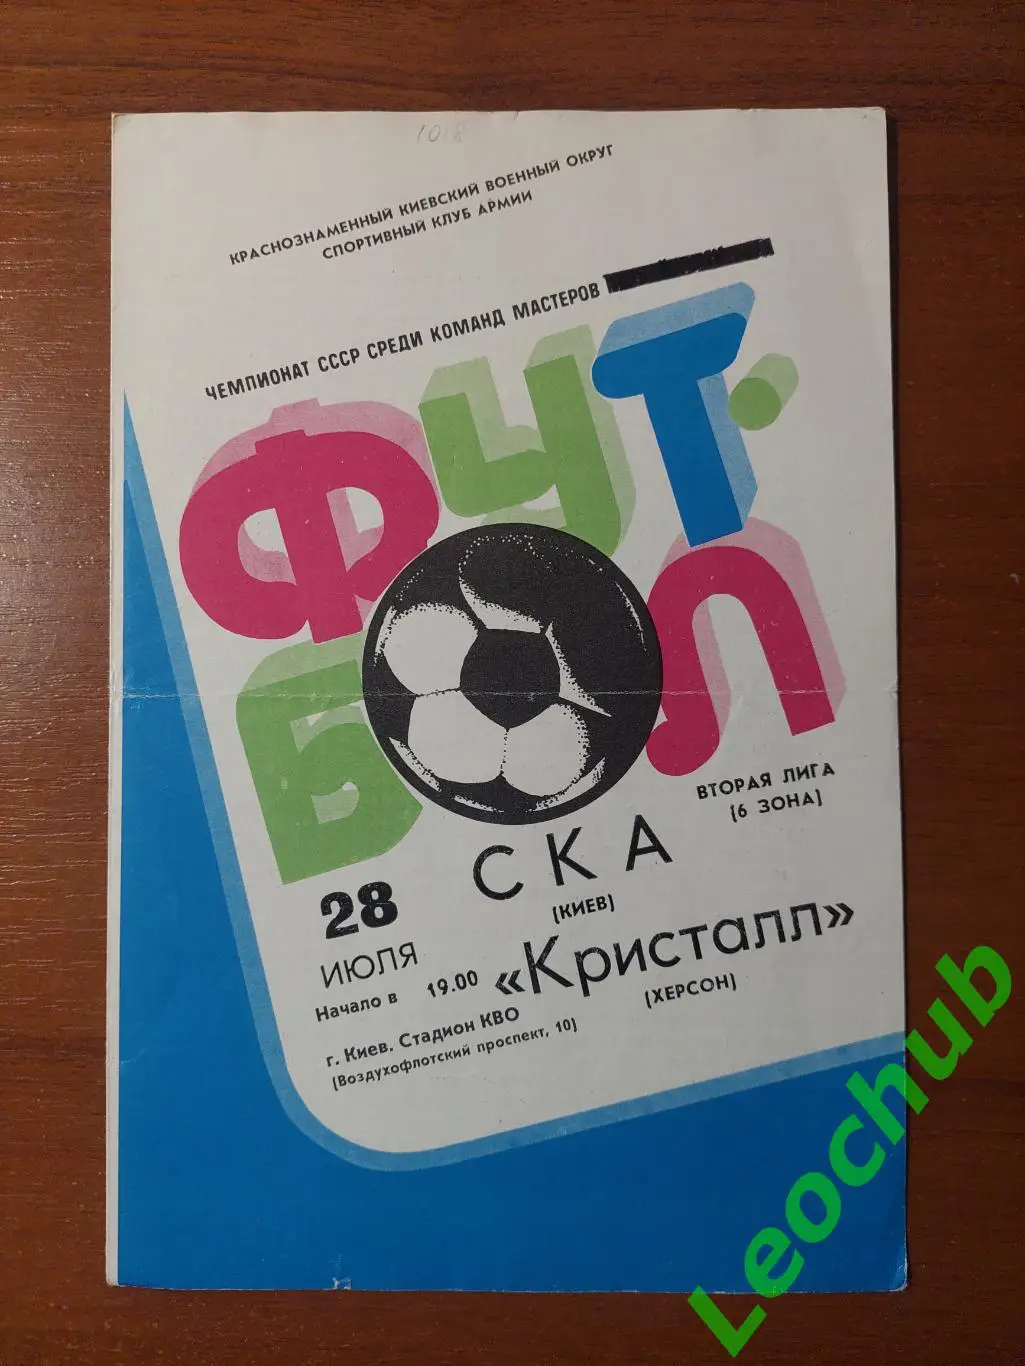 108
КРАСНОЗНАМЕННЫЙ КИЕВСКИЙ ВОЕННЫЙ ОКРУГ
СПОРТИВНЫЙ КЛУБ АРМИИ
ЧЕМПИОНАТ СССР СРЕДИ КОМАНД МАСТЕРОВ
ФУТ·
БОЛ
ВТОРАЯ ЛИГА
[6 ЗОНА]
СКА
[КИЕВ]
«Кристалл»
[ХЕРСОН]
28
ИЮЛЯ
Начало в 19.00
г. Киев. Стадион КВО
[Воздухофлотский проспект, 10]
Leochub